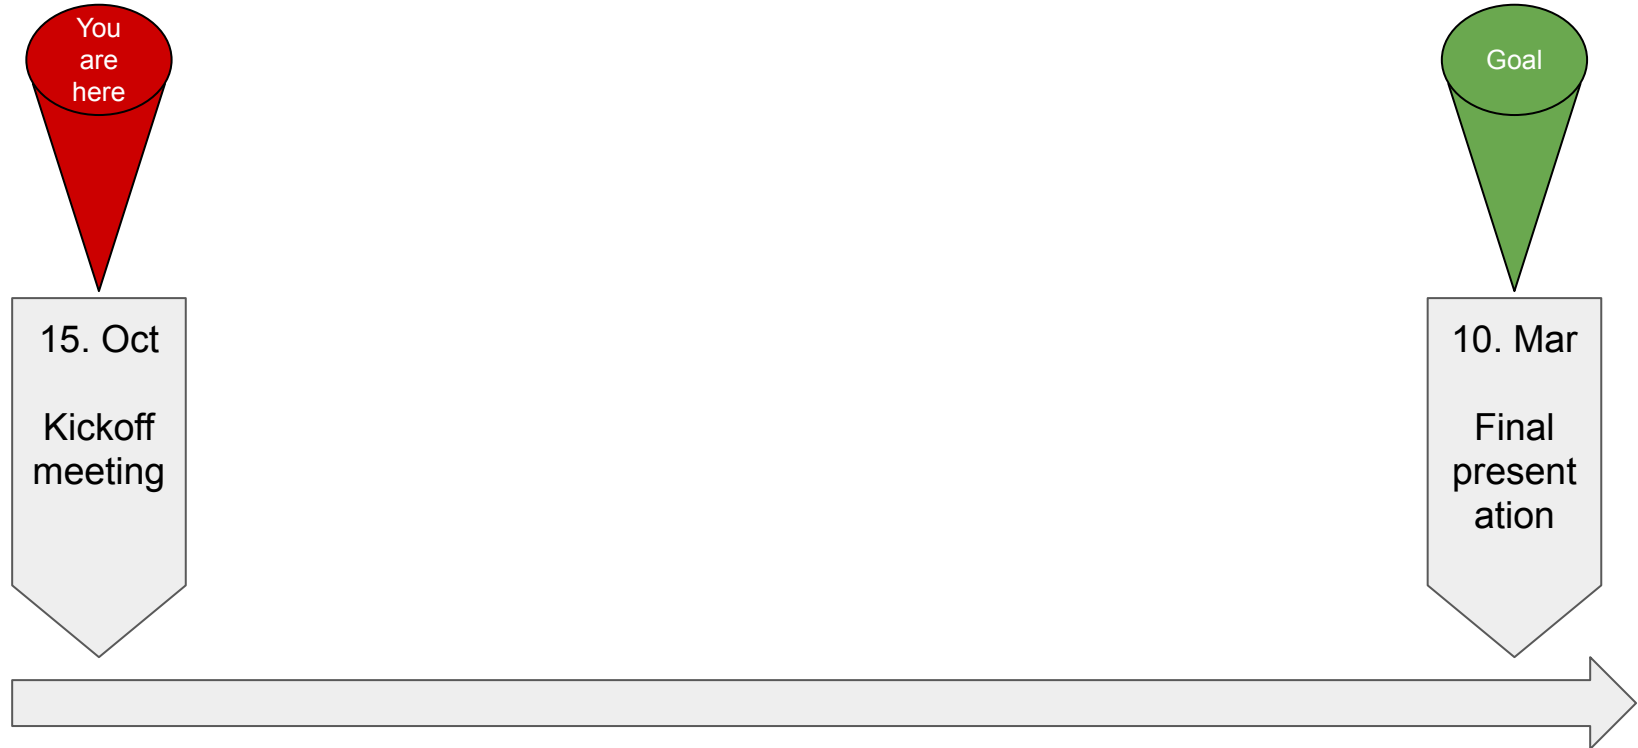 You
are
here
Goal
15. Oct
Kickoff
meeting
10. Mar
Final
present
ation